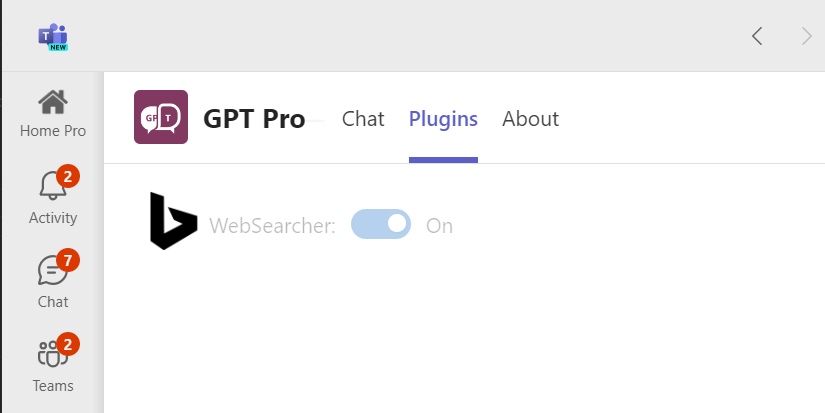 T
NEW
Home Pro
2
Activity
7
Chat
2
Teams
GP T
GPT Pro
Chat
Plugins
About
WebSearcher:
On